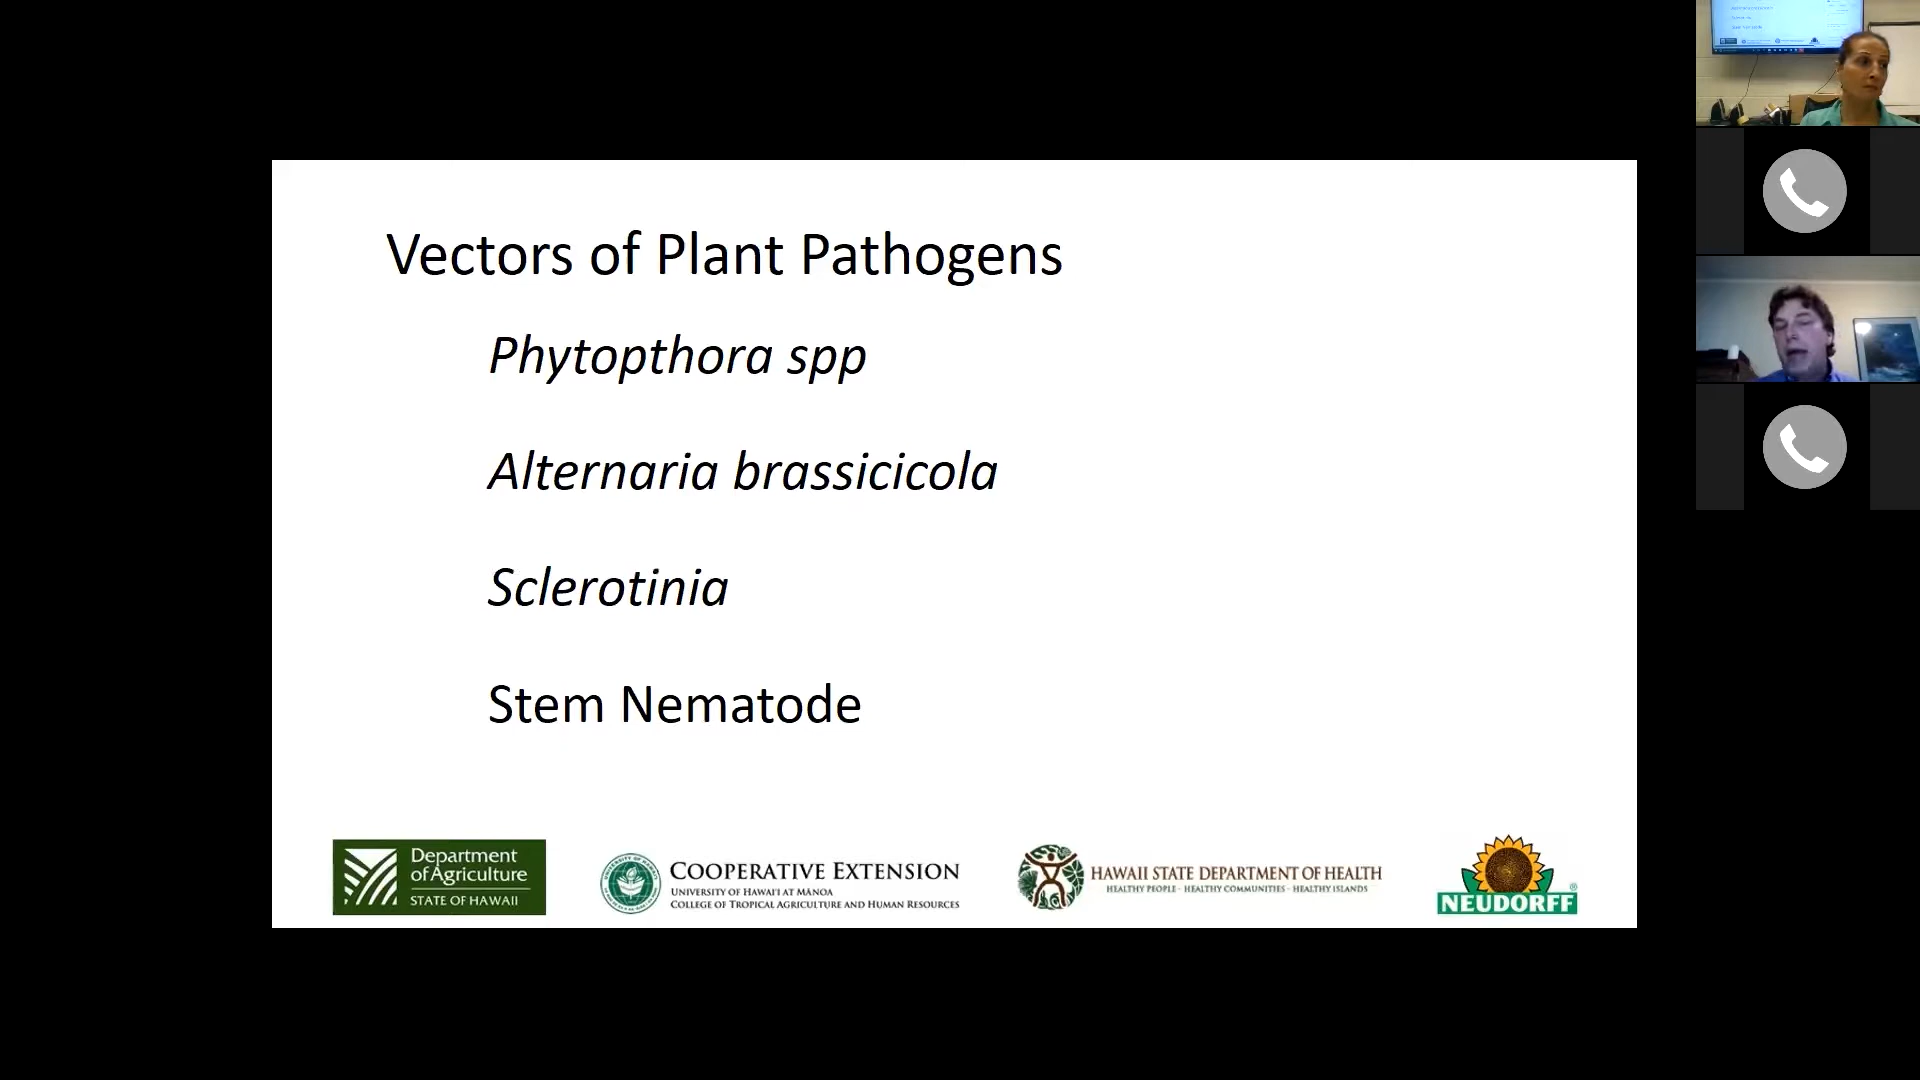 Vectors of Plant Pathogens
Phytopthora spp
Alternaria brassicicola
Sclerotinia
Stem Nematode
Department
of Agriculture
STATE OF HAWAII
COOPERATIVE EXTENSION
UNIVERSITY OF HAWAI'I AT MĀNOA
COLLEGE OF TROPICAL AGRICULTURE AND HUMAN RESOURCES
HAWAII STATE DEPARTMENT OF HEALTH
HEALTHY PEOPLE - HEALTHY COMMUNITIES - HEALTHY ISLANDS
NEUDORFF®